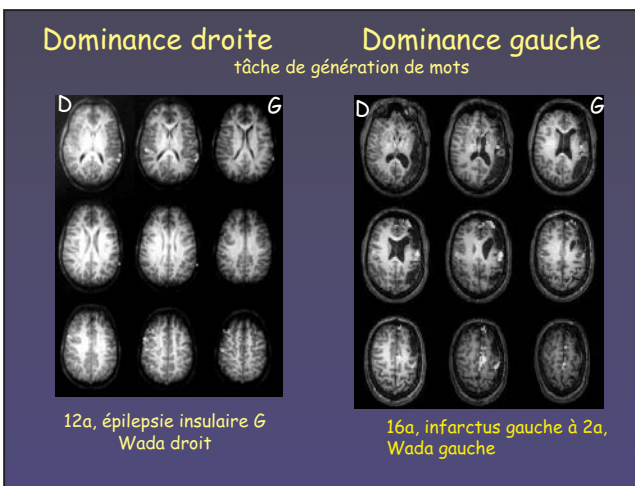 Dominance droite
Dominance gauche
tâche de génération de mots
D
G
D
G
12a, épilepsie insulaire G
Wada droit
16a, infarctus gauche à 2a,
Wada gauche